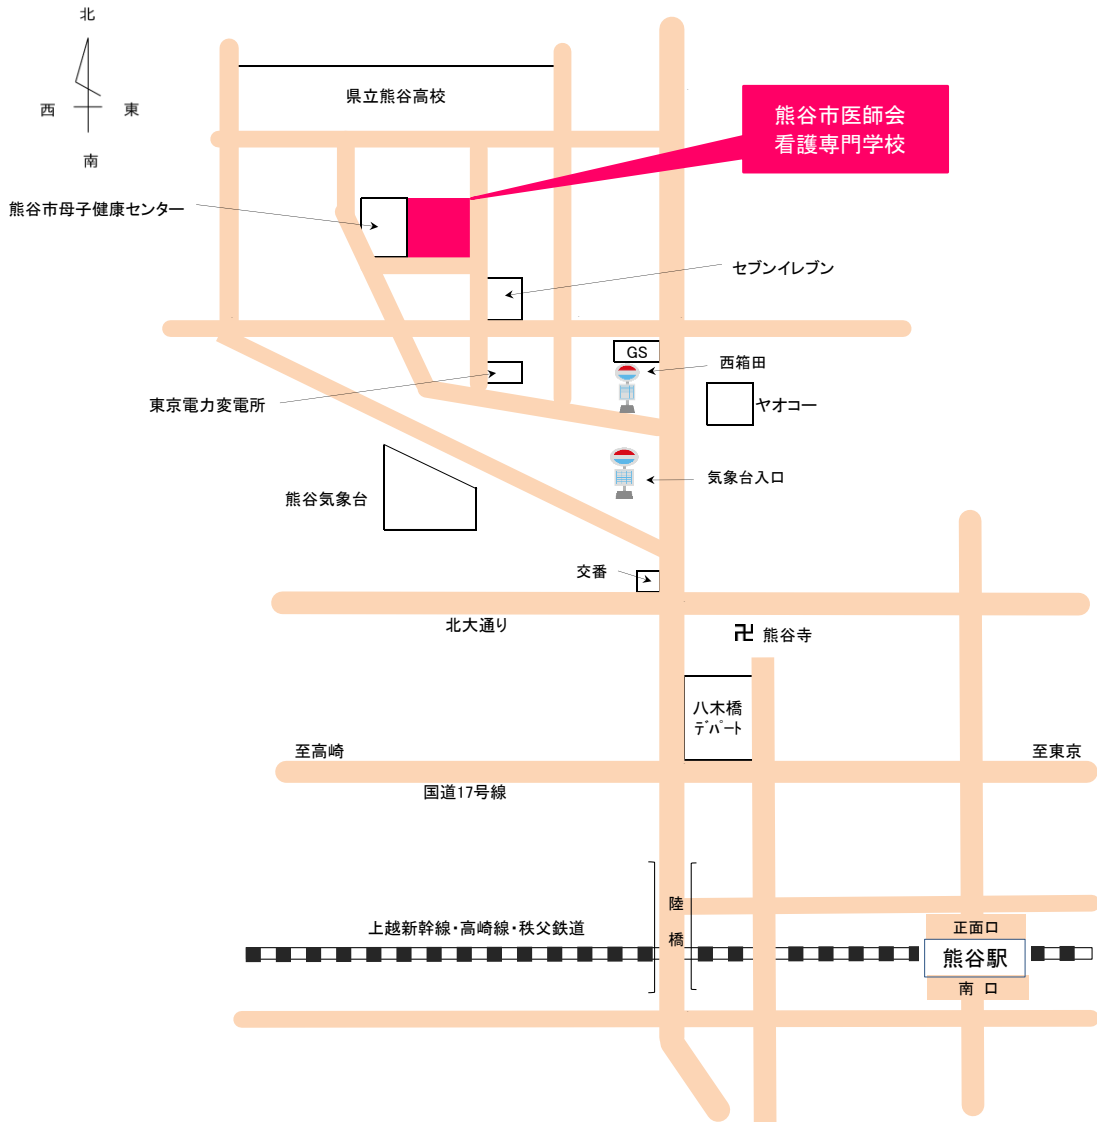 北
西 東
南
県立熊谷高校
熊谷市医師会
看護専門学校
熊谷市母子健康センター
セブンイレブン
GS
西箱田
東京電力変電所
ヤオコー
気象台入口
熊谷気象台
交番
北大通り
卍 熊谷寺
八木橋
デパート
至高崎
至東京
国道17号線
陸
橋
上越新幹線・高崎線・秩父鉄道
正面口
熊谷駅
南 口